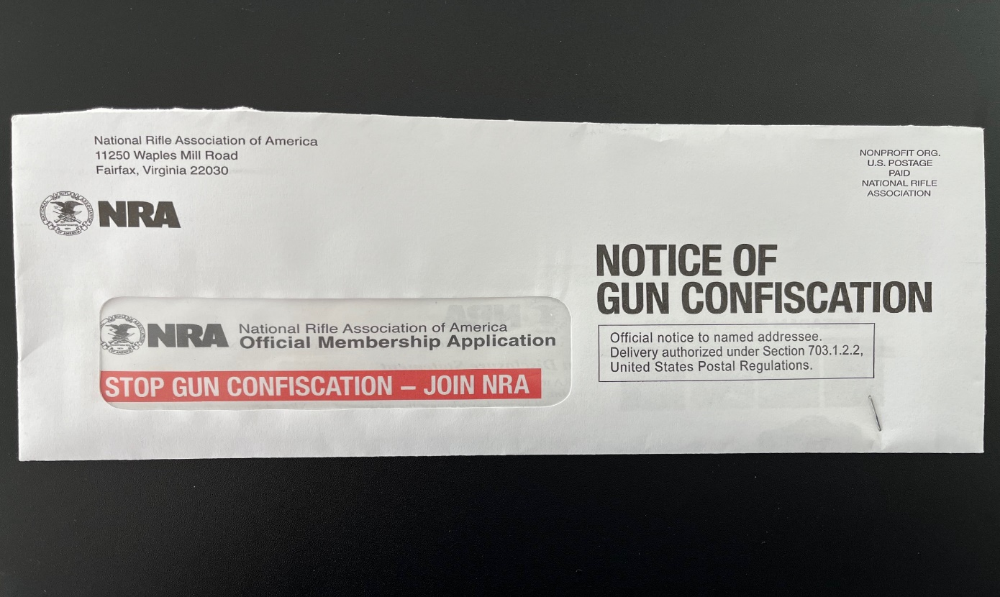 National Rifle Association of America
11250 Waples Mill Road
Fairfax, Virginia 22030
NRA
NONPROFIT ORG.
U.S. POSTAGE
PAID
NATIONAL RIFLE
ASSOCIATION
NOTICE OF
GUN CONFISCATION
Official notice to named addressee.
Delivery authorized under Section 703.1.2.2,
United States Postal Regulations.
NRA
National Rifle Association of America
Official Membership Application
STOP GUN CONFISCATION – JOIN NRA